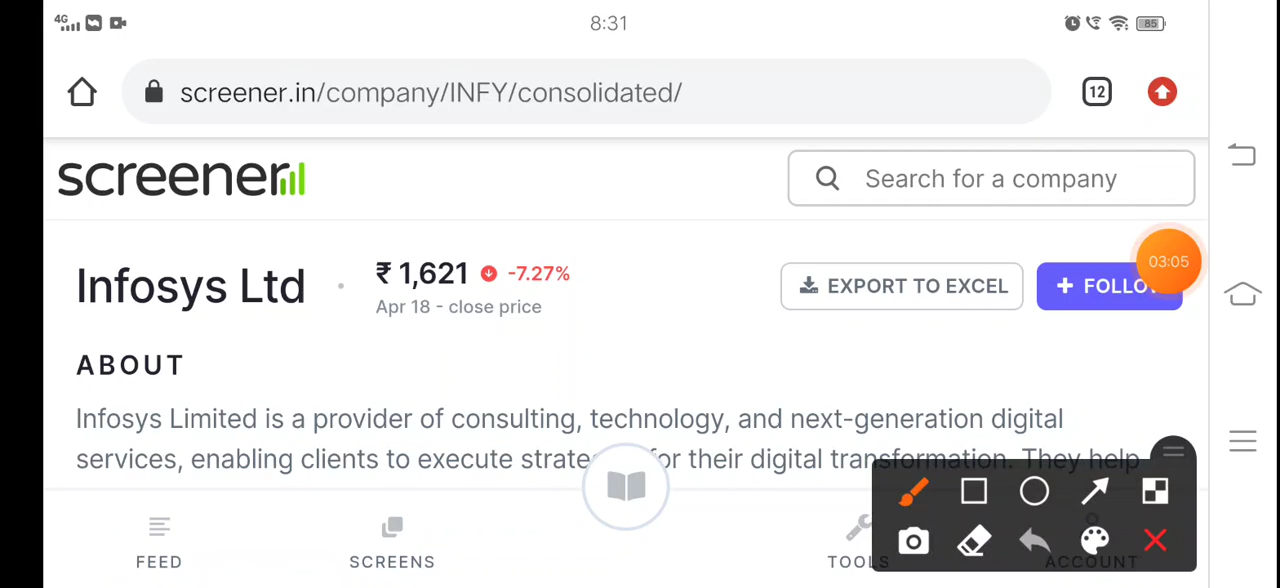 4G 8:31 85
screener.in/company/INFY/consolidated/ 12
screener Search for a company
Infosys Ltd · ₹ 1,621 -7.27% EXPORT TO EXCEL + FOLLO 03:05
Apr 18 - close price
ABOUT
Infosys Limited is a provider of consulting, technology, and next-generation digital
services, enabling clients to execute strate for their digital transformation. They help
FEED SCREENS TOOLS ACCOUNT